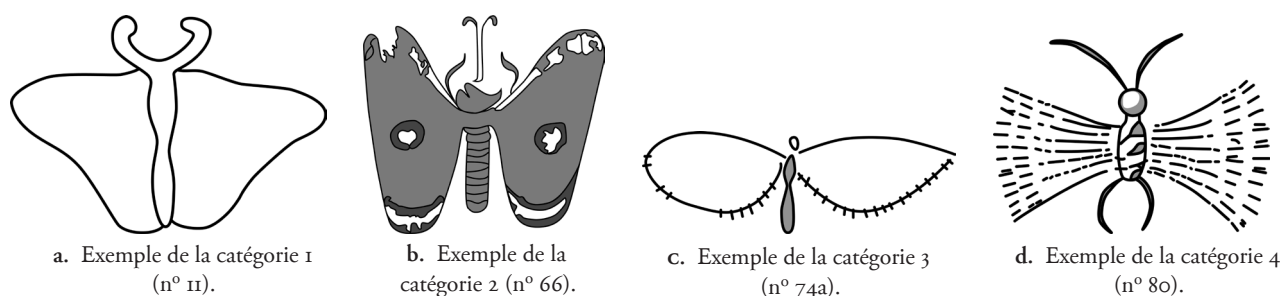 a. Exemple de la catégorie 1
(nº 11).
b. Exemple de la
catégorie 2 (nº 66).
c. Exemple de la catégorie 3
(nº 74a).
d. Exemple de la catégorie 4
(nº 80).